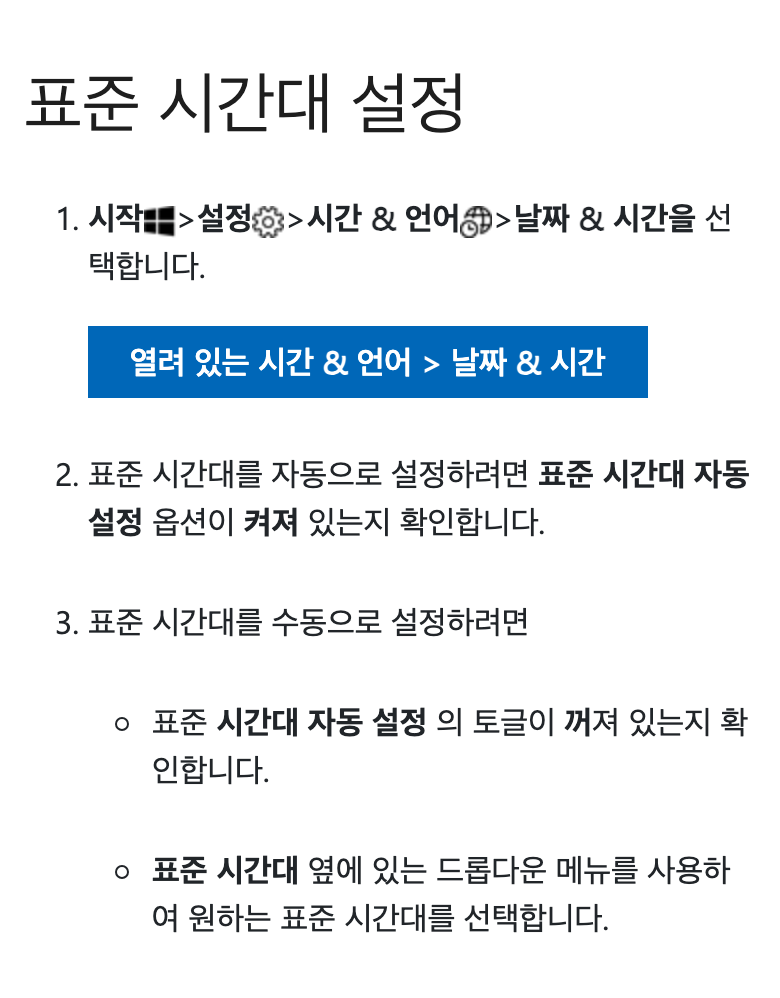 표준 시간대 설정
1. 시작>설정>시간 & 언어>날짜 & 시간을 선
택합니다.
열려 있는 시간 & 언어 > 날짜 & 시간
2. 표준 시간대를 자동으로 설정하려면 표준 시간대 자동
설정 옵션이 켜져 있는지 확인합니다.
3. 표준 시간대를 수동으로 설정하려면
○ 표준 시간대 자동 설정 의 토글이 꺼져 있는지 확
인합니다.
○ 표준 시간대 옆에 있는 드롭다운 메뉴를 사용하
여 원하는 표준 시간대를 선택합니다.